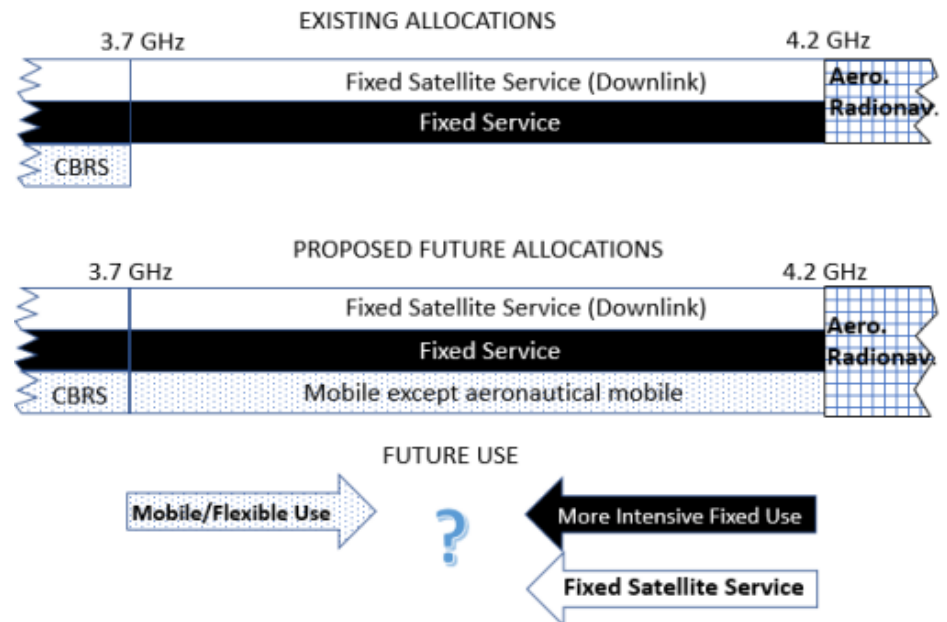 EXISTING ALLOCATIONS
3.7 GHz
4.2 GHz
Fixed Satellite Service (Downlink)
Aero.
Radionav.
Fixed Service
CBRS
PROPOSED FUTURE ALLOCATIONS
3.7 GHz
4.2 GHz
Fixed Satellite Service (Downlink)
Aero.
Radionav.
Fixed Service
CBRS
Mobile except aeronautical mobile
FUTURE USE
Mobile/Flexible Use
?
More Intensive Fixed Use
Fixed Satellite Service